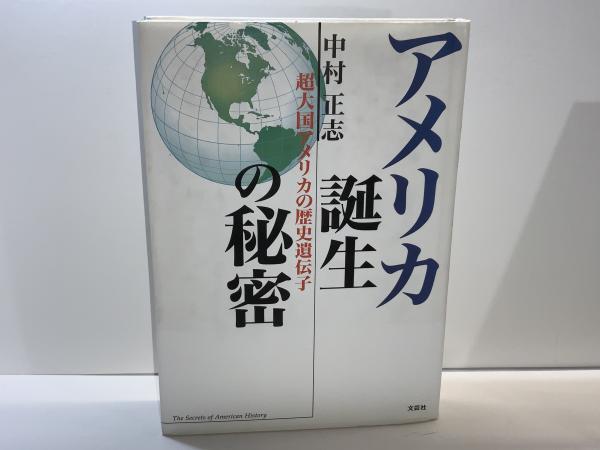 アメリカ
誕生
の秘密
超大国アメリカの歴史遺伝子
中村 正志
The Secrets of American History
文芸社